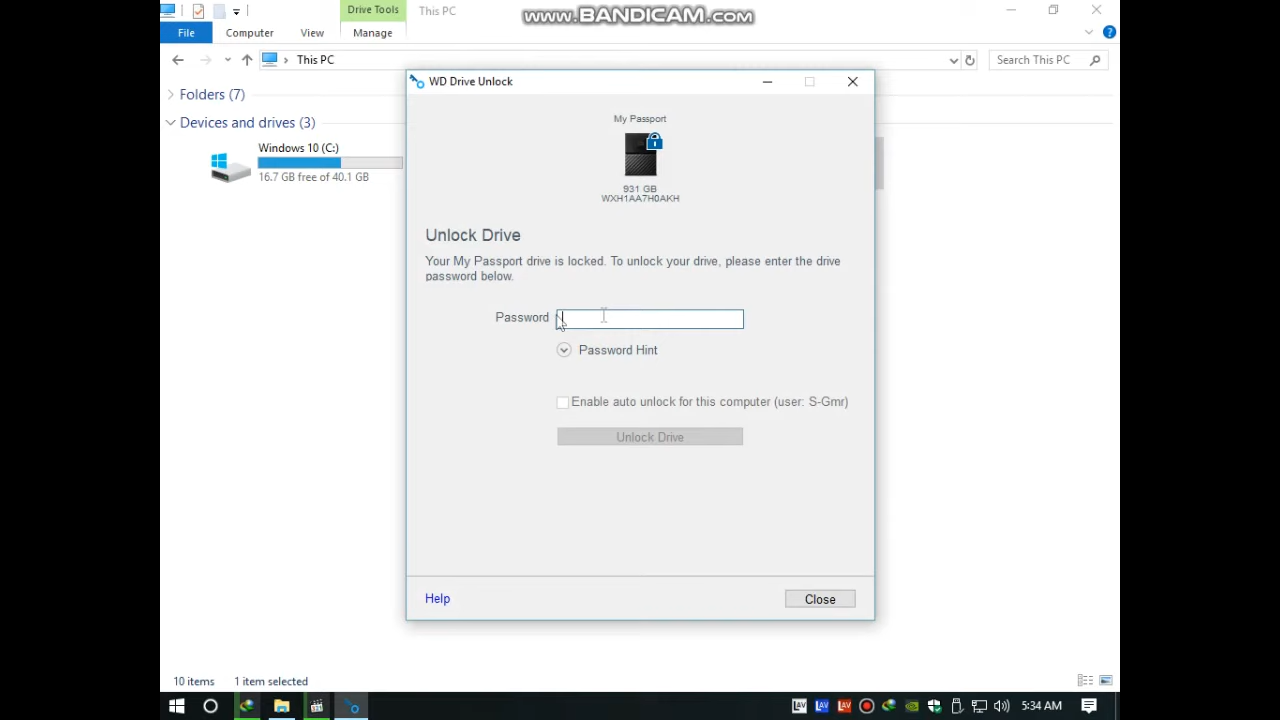 Drive Tools
This PC
www.BANDICAM.com
File
Computer
View
Manage
This PC
Search This PC
Folders (7)
Devices and drives (3)
Windows 10 (C:)
16.7 GB free of 40.1 GB
WD Drive Unlock
My Passport
931 GB
WXH1AA7H0AKH
Unlock Drive
Your My Passport drive is locked. To unlock your drive, please enter the drive
password below.
Password
Password Hint
Enable auto unlock for this computer (user: S-Gmr)
Unlock Drive
Help
Close
10 items
1 item selected
LAV
LAV
LAV
5:34 AM